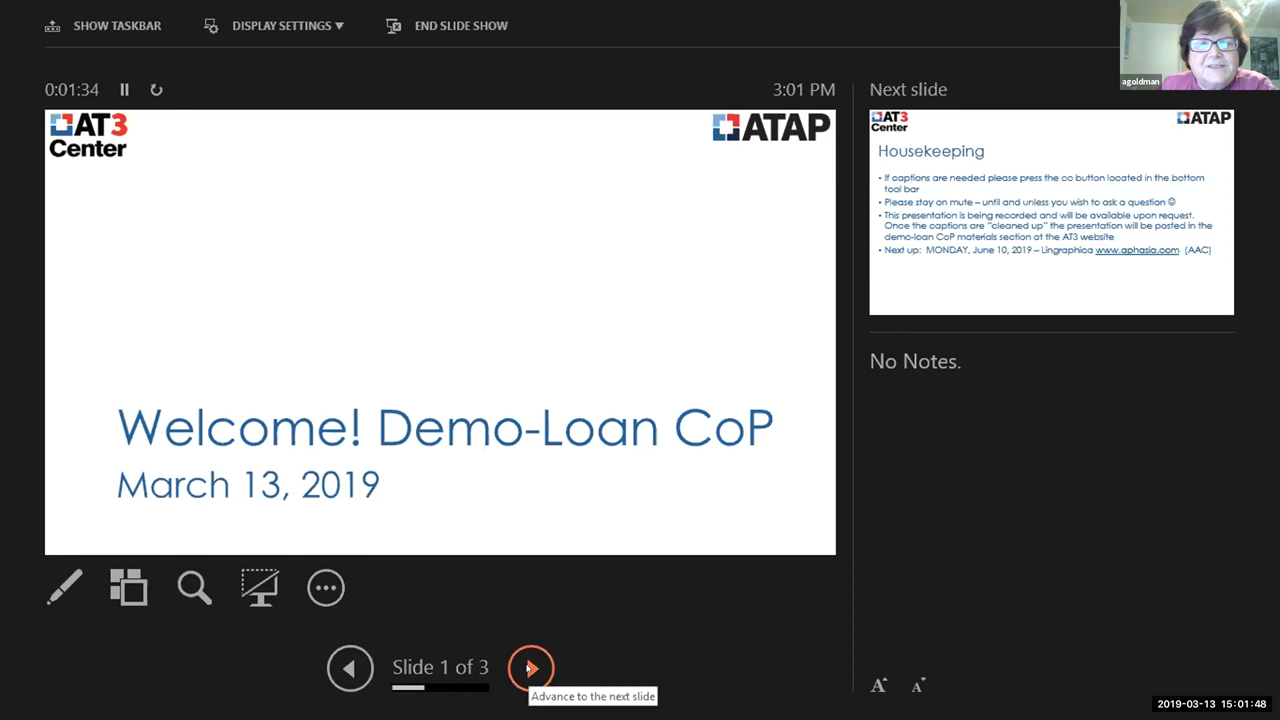 SHOW TASKBAR
DISPLAY SETTINGS ▼
END SLIDE SHOW
agoldman
0:01:34
3:01 PM
Next slide
AT3
Center
ATAP
Welcome! Demo-Loan CoP
March 13, 2019
AT3
Center
ATAP
Housekeeping
• If captions are needed please press the cc button located in the bottom
tool bar
• Please stay on mute – until and unless you wish to ask a question ☺
• This presentation is being recorded and will be available upon request.
Once the captions are "cleaned up" the presentation will be posted in the
demo-loan CoP materials section at the AT3 website
• Next up: MONDAY, June 10, 2019 – Lingraphica www.aphasia.com (AAC)
No Notes.
Slide 1 of 3
Advance to the next slide
A A
2019-03-13 15:01:48